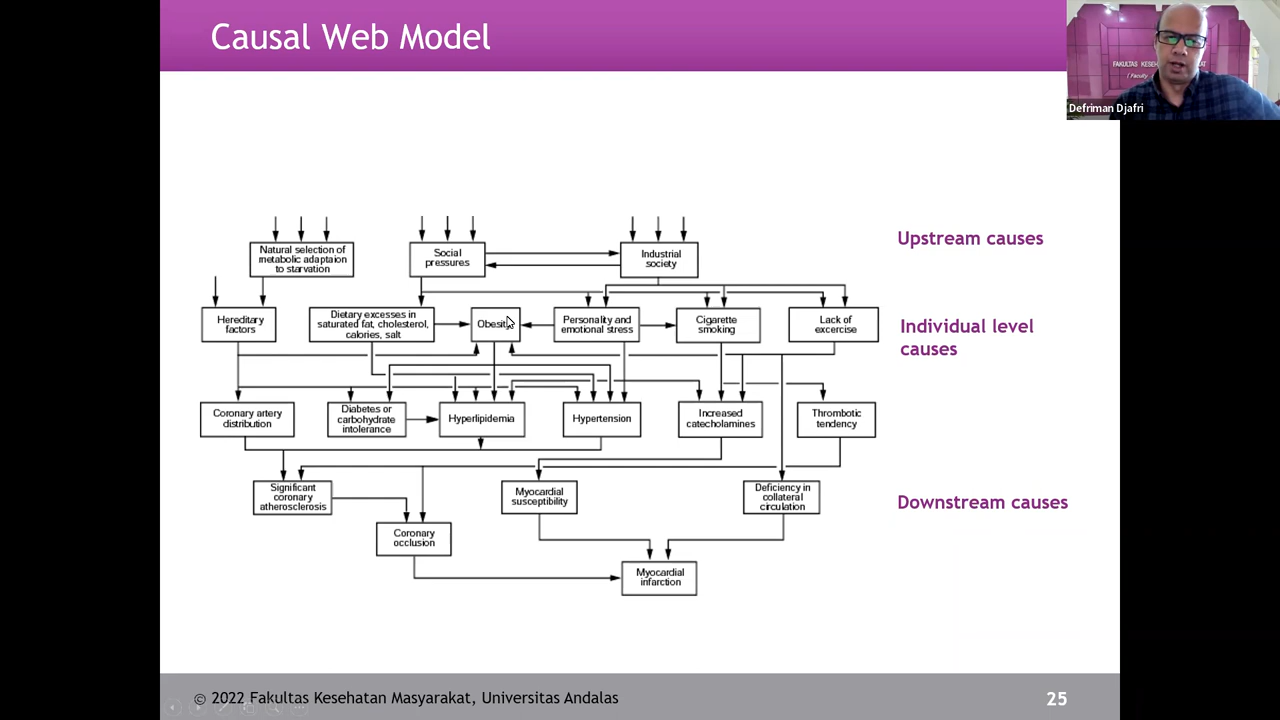 Causal Web Model
FAKULTAS KESEHATAN
(Faculty
Defriman Djafri
Natural selection of
metabolic adaptaion
to starvation
Social
pressures
Industrial
society
Upstream causes
Hereditary
factors
Dietary excesses in
saturated fat, cholesterol,
calories, salt
Obesity
Personality and
emotional stress
Cigarette
smoking
Lack of
excercise
Individual level
causes
Coronary artery
distribution
Diabetes or
carbohydrate
intolerance
Hyperlipidemia
Hypertension
Increased
catecholamines
Thrombotic
tendency
Significant
coronary
atherosclerosis
Myocardial
susceptibility
Deficiency in
collateral
circulation
Downstream causes
Coronary
occlusion
Myocardial
infarction
© 2022 Fakultas Kesehatan Masyarakat, Universitas Andalas
25